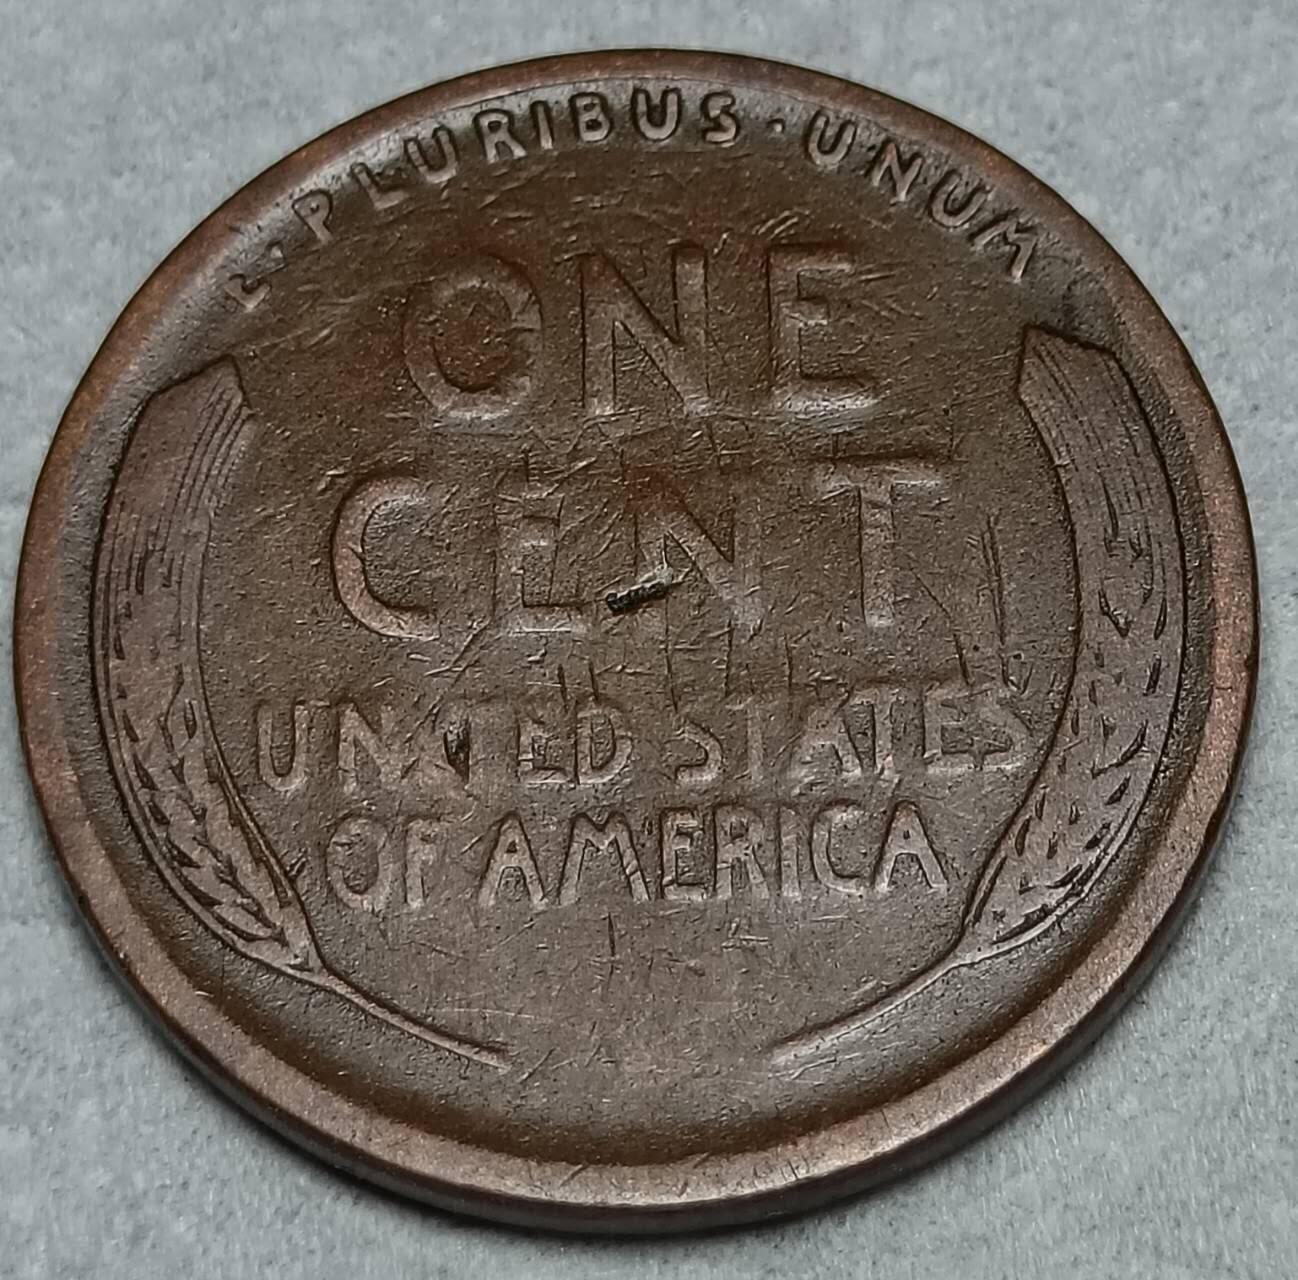 E·PLURIBUS·UNUM
ONE
CENT
UNITED STATES
OF AMERICA